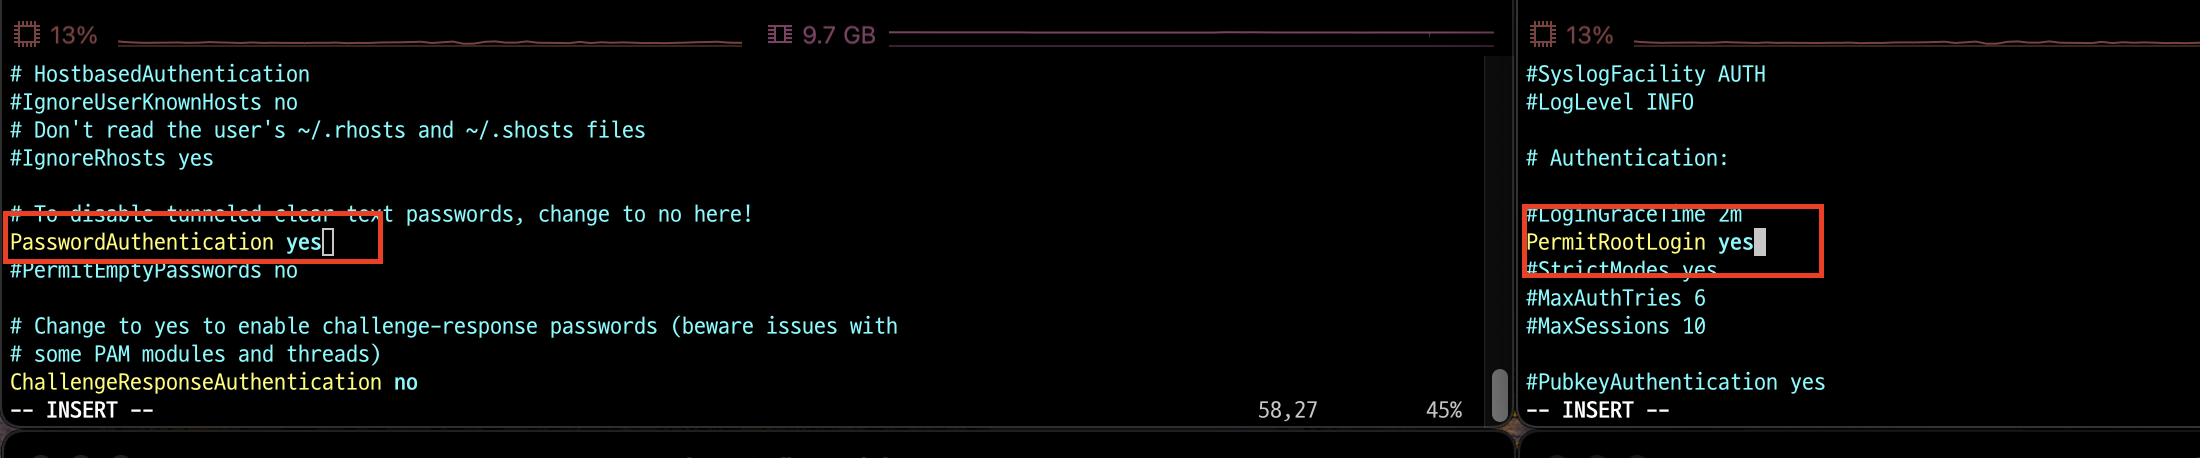 13%
9.7 GB
# HostbasedAuthentication
#IgnoreUserKnownHosts no
# Don't read the user's ~/.rhosts and ~/.shosts files
#IgnoreRhosts yes
# To disable tunneled clear text passwords, change to no here!
PasswordAuthentication yes
#PermitEmptyPasswords no
# Change to yes to enable challenge-response passwords (beware issues with
# some PAM modules and threads)
ChallengeResponseAuthentication no
-- INSERT --
58,27
45%
13%
#SyslogFacility AUTH
#LogLevel INFO
# Authentication:
#LoginGraceTime 2m
PermitRootLogin yes
#StrictModes yes
#MaxAuthTries 6
#MaxSessions 10
#PubkeyAuthentication yes
-- INSERT --